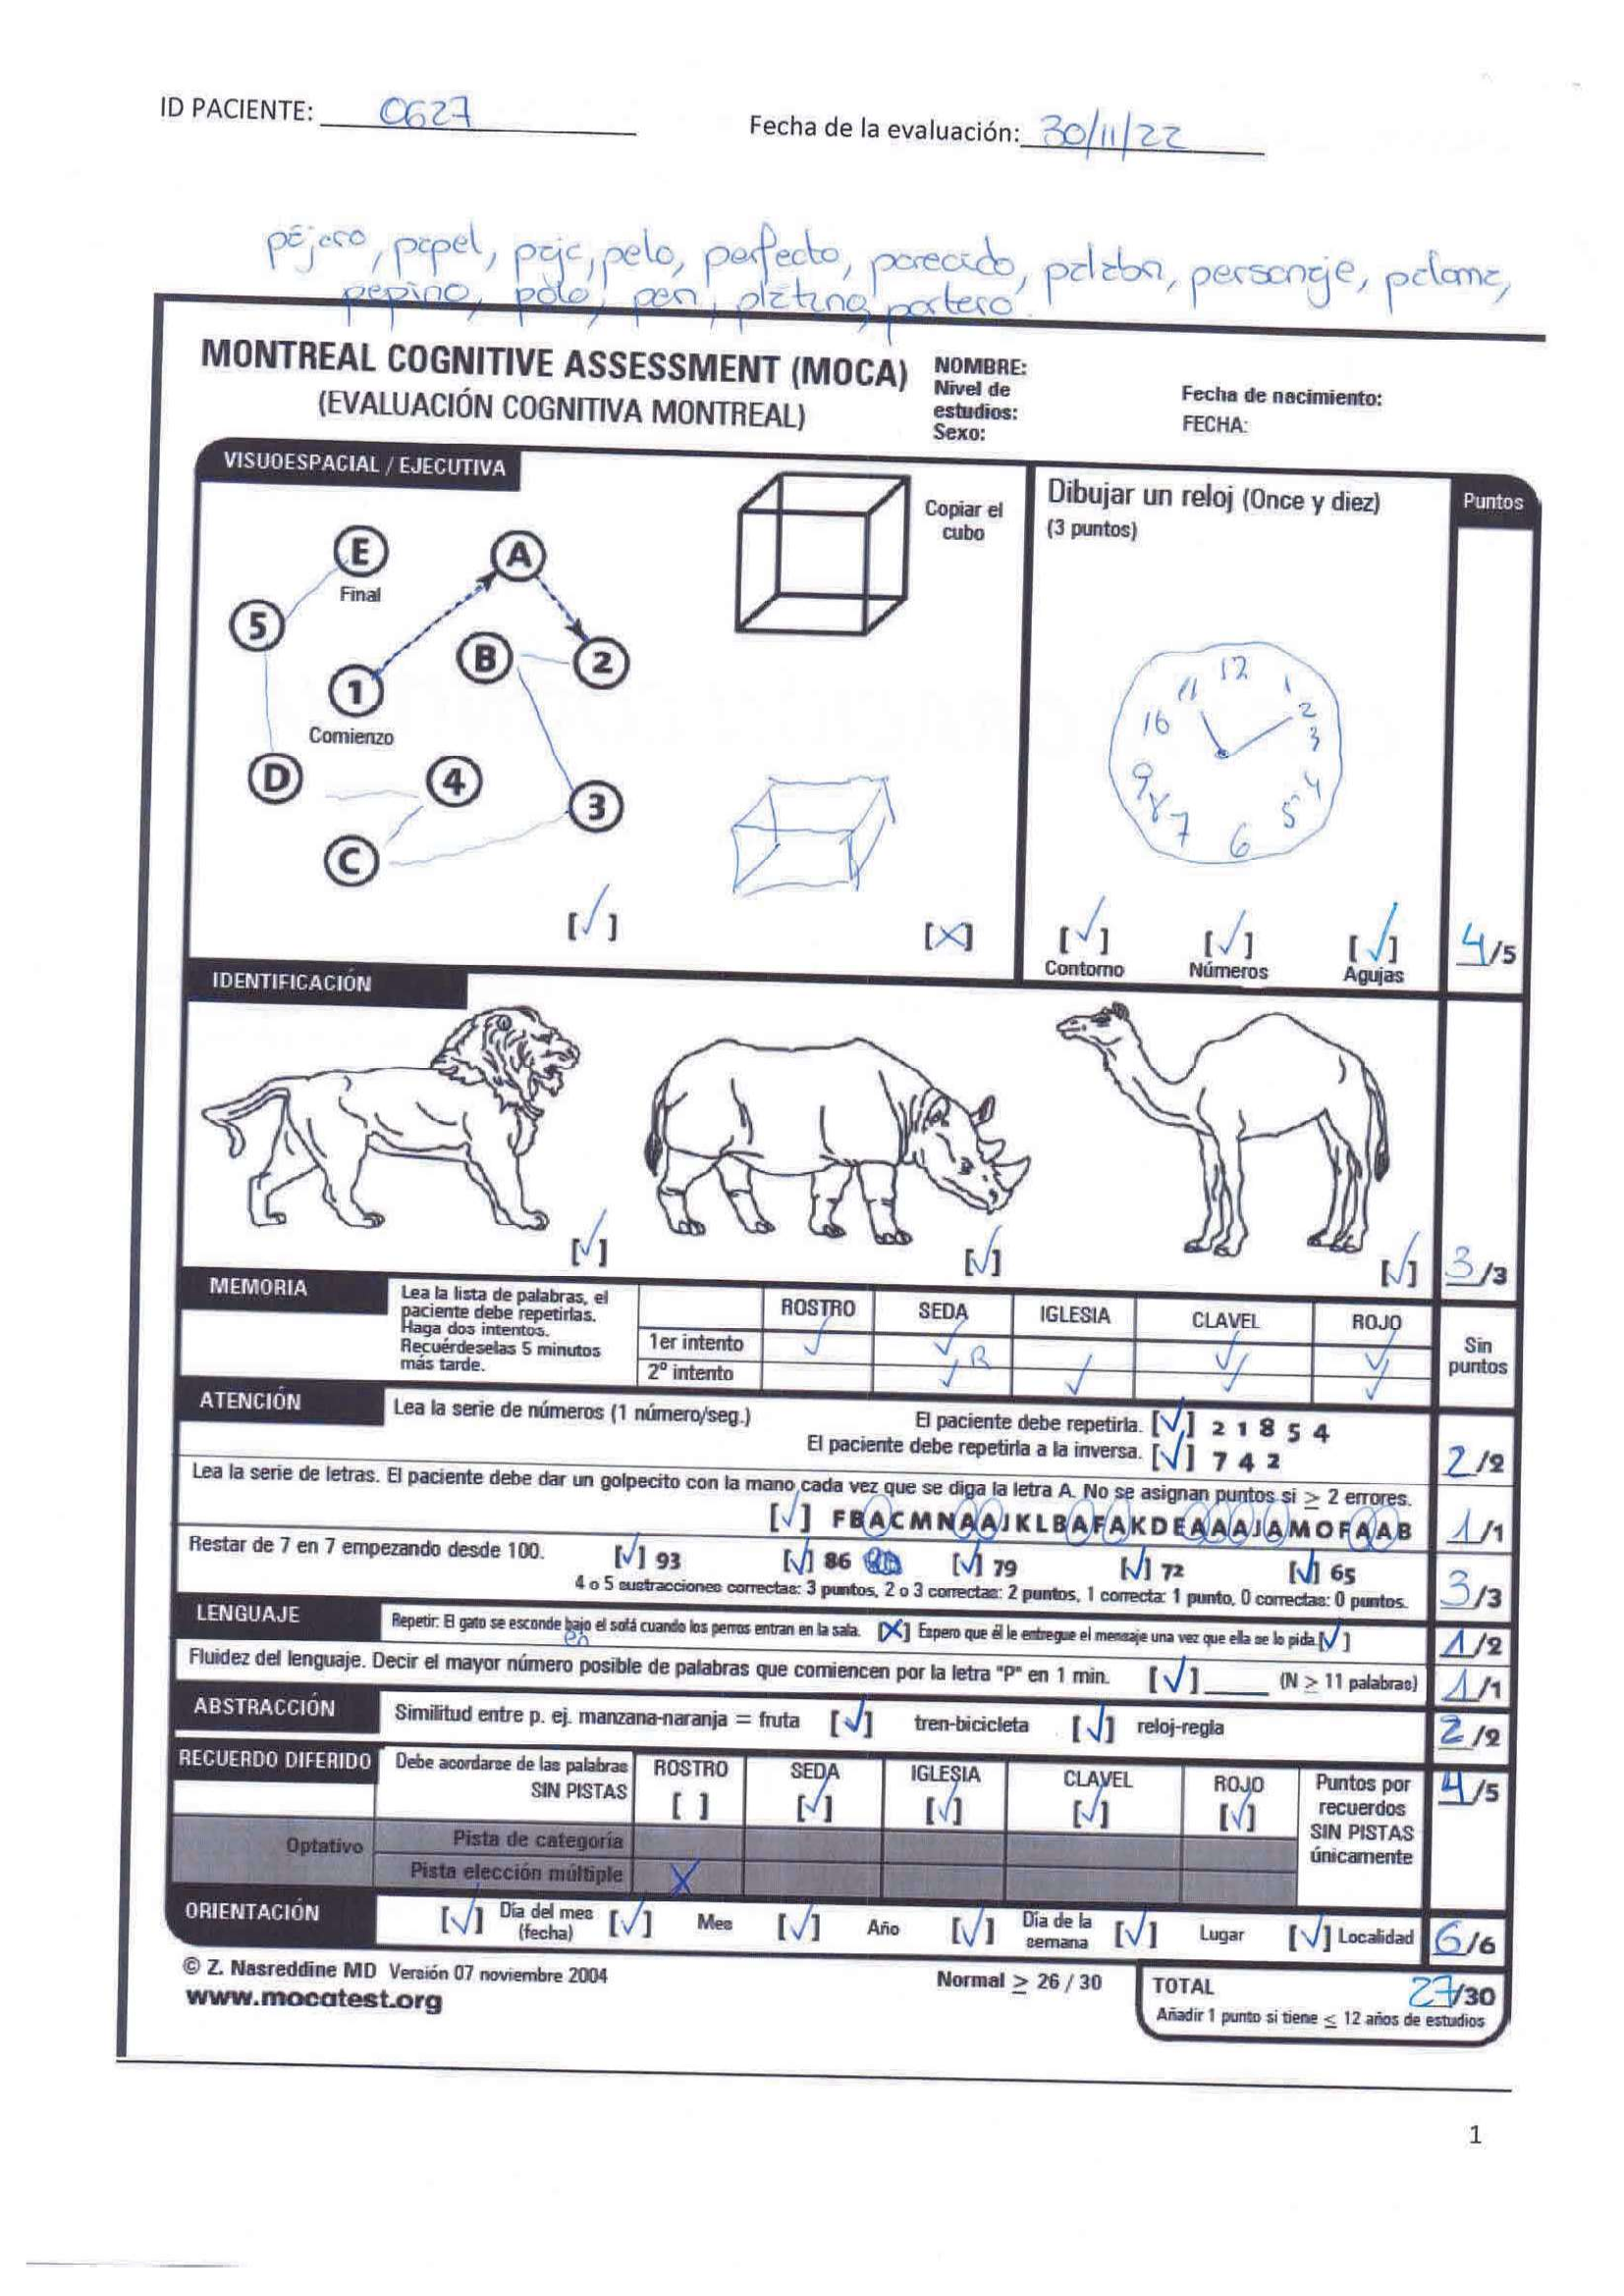 ID PACIENTE: 0627
Fecha de la evaluación: 30/11/22
pájaro, papel, paja, pelo, perfecto, parecido, palabra, personaje, paloma,
pepino, polo, pen, plátano, portero.
MONTREAL COGNITIVE ASSESSMENT (MOCA)
(EVALUACIÓN COGNITIVA MONTREAL)
NOMBRE:
Nivel de
estudios:
Sexo:
Fecha de nacimiento:
FECHA:
VISUOESPACIAL / EJECUTIVA
E
Final
A
5
B
2
1
Comienzo
D
4
3
C
[✓]
Copiar el
cubo
[X]
Dibujar un reloj (Once y diez)
(3 puntos)
12
11 1
16 2
3
9 4
8 5
7 6
[✓] [✓] [✓]
Contorno Números Agujas
Puntos
4/5
IDENTIFICACIÓN
[✓] [✓] [✓] 3/3
MEMORIA
Lea la lista de palabras, el
paciente debe repetirlas.
Haga dos intentos.
Recuérdeselas 5 minutos
más tarde.
ROSTRO SEDA IGLESIA CLAVEL ROJO
1er intento ✓ ✓ ✓ ✓
2º intento ✓ R ✓ ✓ ✓
Sin
puntos
ATENCIÓN
Lea la serie de números (1 número/seg.) El paciente debe repetirla. [✓] 2 1 8 5 4
El paciente debe repetirla a la inversa. [✓] 7 4 2 2/2
Lea la serie de letras. El paciente debe dar un golpecito con la mano cada vez que se diga la letra A. No se asignan puntos si ≥ 2 errores.
[✓] FBACMNAAJKLBAFAKDEAAAJAMOFAAB 1/1
Restar de 7 en 7 empezando desde 100. [✓] 93 [✓] 86 [✓] 79 [✓] 72 [✓] 65
4 o 5 sustracciones correctas: 3 puntos, 2 o 3 correctas: 2 puntos, 1 correcta: 1 punto, 0 correctas: 0 puntos. 3/3
LENGUAJE
Repetir: El gato se esconde bajo el sofá cuando los perros entran en la sala. [X] Espero que él le entregue el mensaje una vez que ella se lo pida [✓] 1/2
en
Fluidez del lenguaje. Decir el mayor número posible de palabras que comiencen por la letra "P" en 1 min. [✓]____ (N ≥ 11 palabras) 1/1
ABSTRACCIÓN
Similitud entre p. ej. manzana-naranja = fruta [✓] tren-bicicleta [✓] reloj-regla 2/2
RECUERDO DIFERIDO
Debe acordarse de las palabras
SIN PISTAS
ROSTRO SEDA IGLESIA CLAVEL ROJO
[ ] [✓] [✓] [✓] [✓]
Puntos por
recuerdos
SIN PISTAS
únicamente
4/5
Optativo
Pista de categoría
Pista elección múltiple X
ORIENTACIÓN
[✓] Día del mes (fecha) [✓] Mes [✓] Año [✓] Día de la semana [✓] Lugar [✓] Localidad 6/6
© Z. Nasreddine MD Versión 07 noviembre 2004
www.mocatest.org
Normal ≥ 26 / 30
TOTAL 27/30
Añadir 1 punto si tiene ≤ 12 años de estudios
1